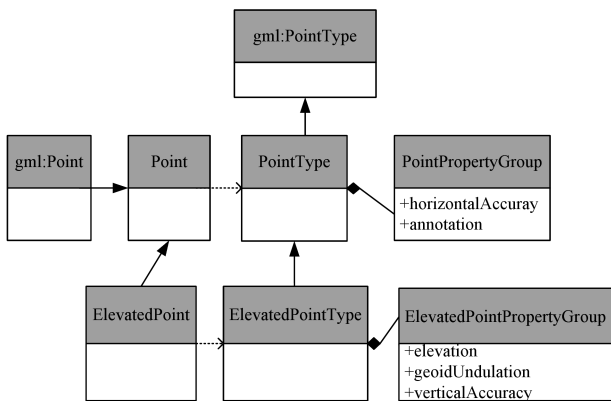 gml:PointType
gml:Point
Point
PointType
PointPropertyGroup
+horizontalAccuray
+annotation
ElevatedPoint
ElevatedPointType
ElevatedPointPropertyGroup
+elevation
+geoidUndulation
+verticalAccuracy